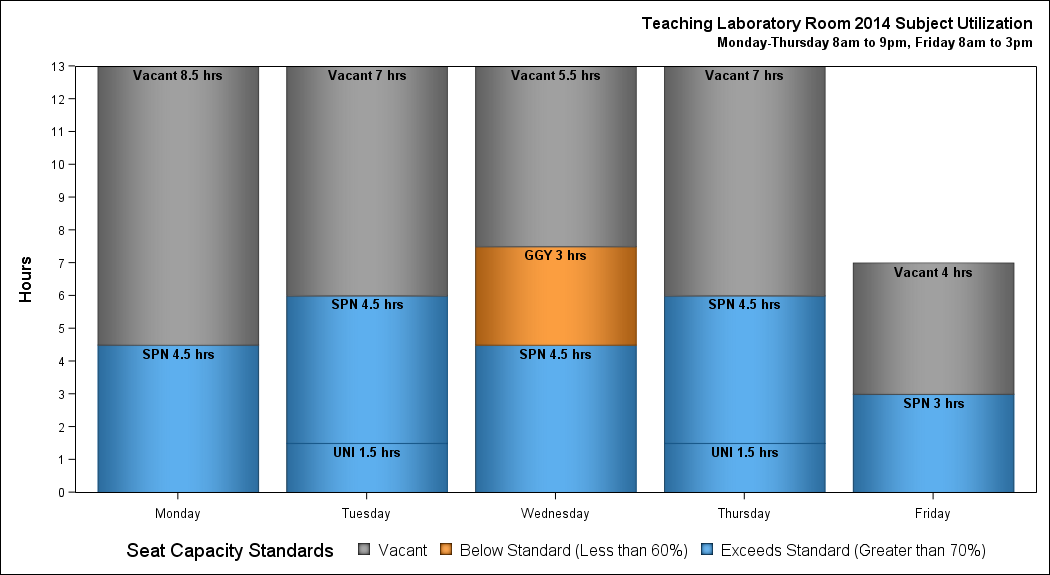 Teaching Laboratory Room 2014 Subject Utilization
Monday-Thursday 8am to 9pm, Friday 8am to 3pm
Hours
13
12
11
10
9
8
7
6
5
4
3
2
1
0
Vacant 8.5 hrs
SPN 4.5 hrs
Vacant 7 hrs
SPN 4.5 hrs
UNI 1.5 hrs
Vacant 5.5 hrs
GGY 3 hrs
SPN 4.5 hrs
Vacant 7 hrs
SPN 4.5 hrs
UNI 1.5 hrs
Vacant 4 hrs
SPN 3 hrs
Monday Tuesday Wednesday Thursday Friday
Seat Capacity Standards Vacant Below Standard (Less than 60%) Exceeds Standard (Greater than 70%)